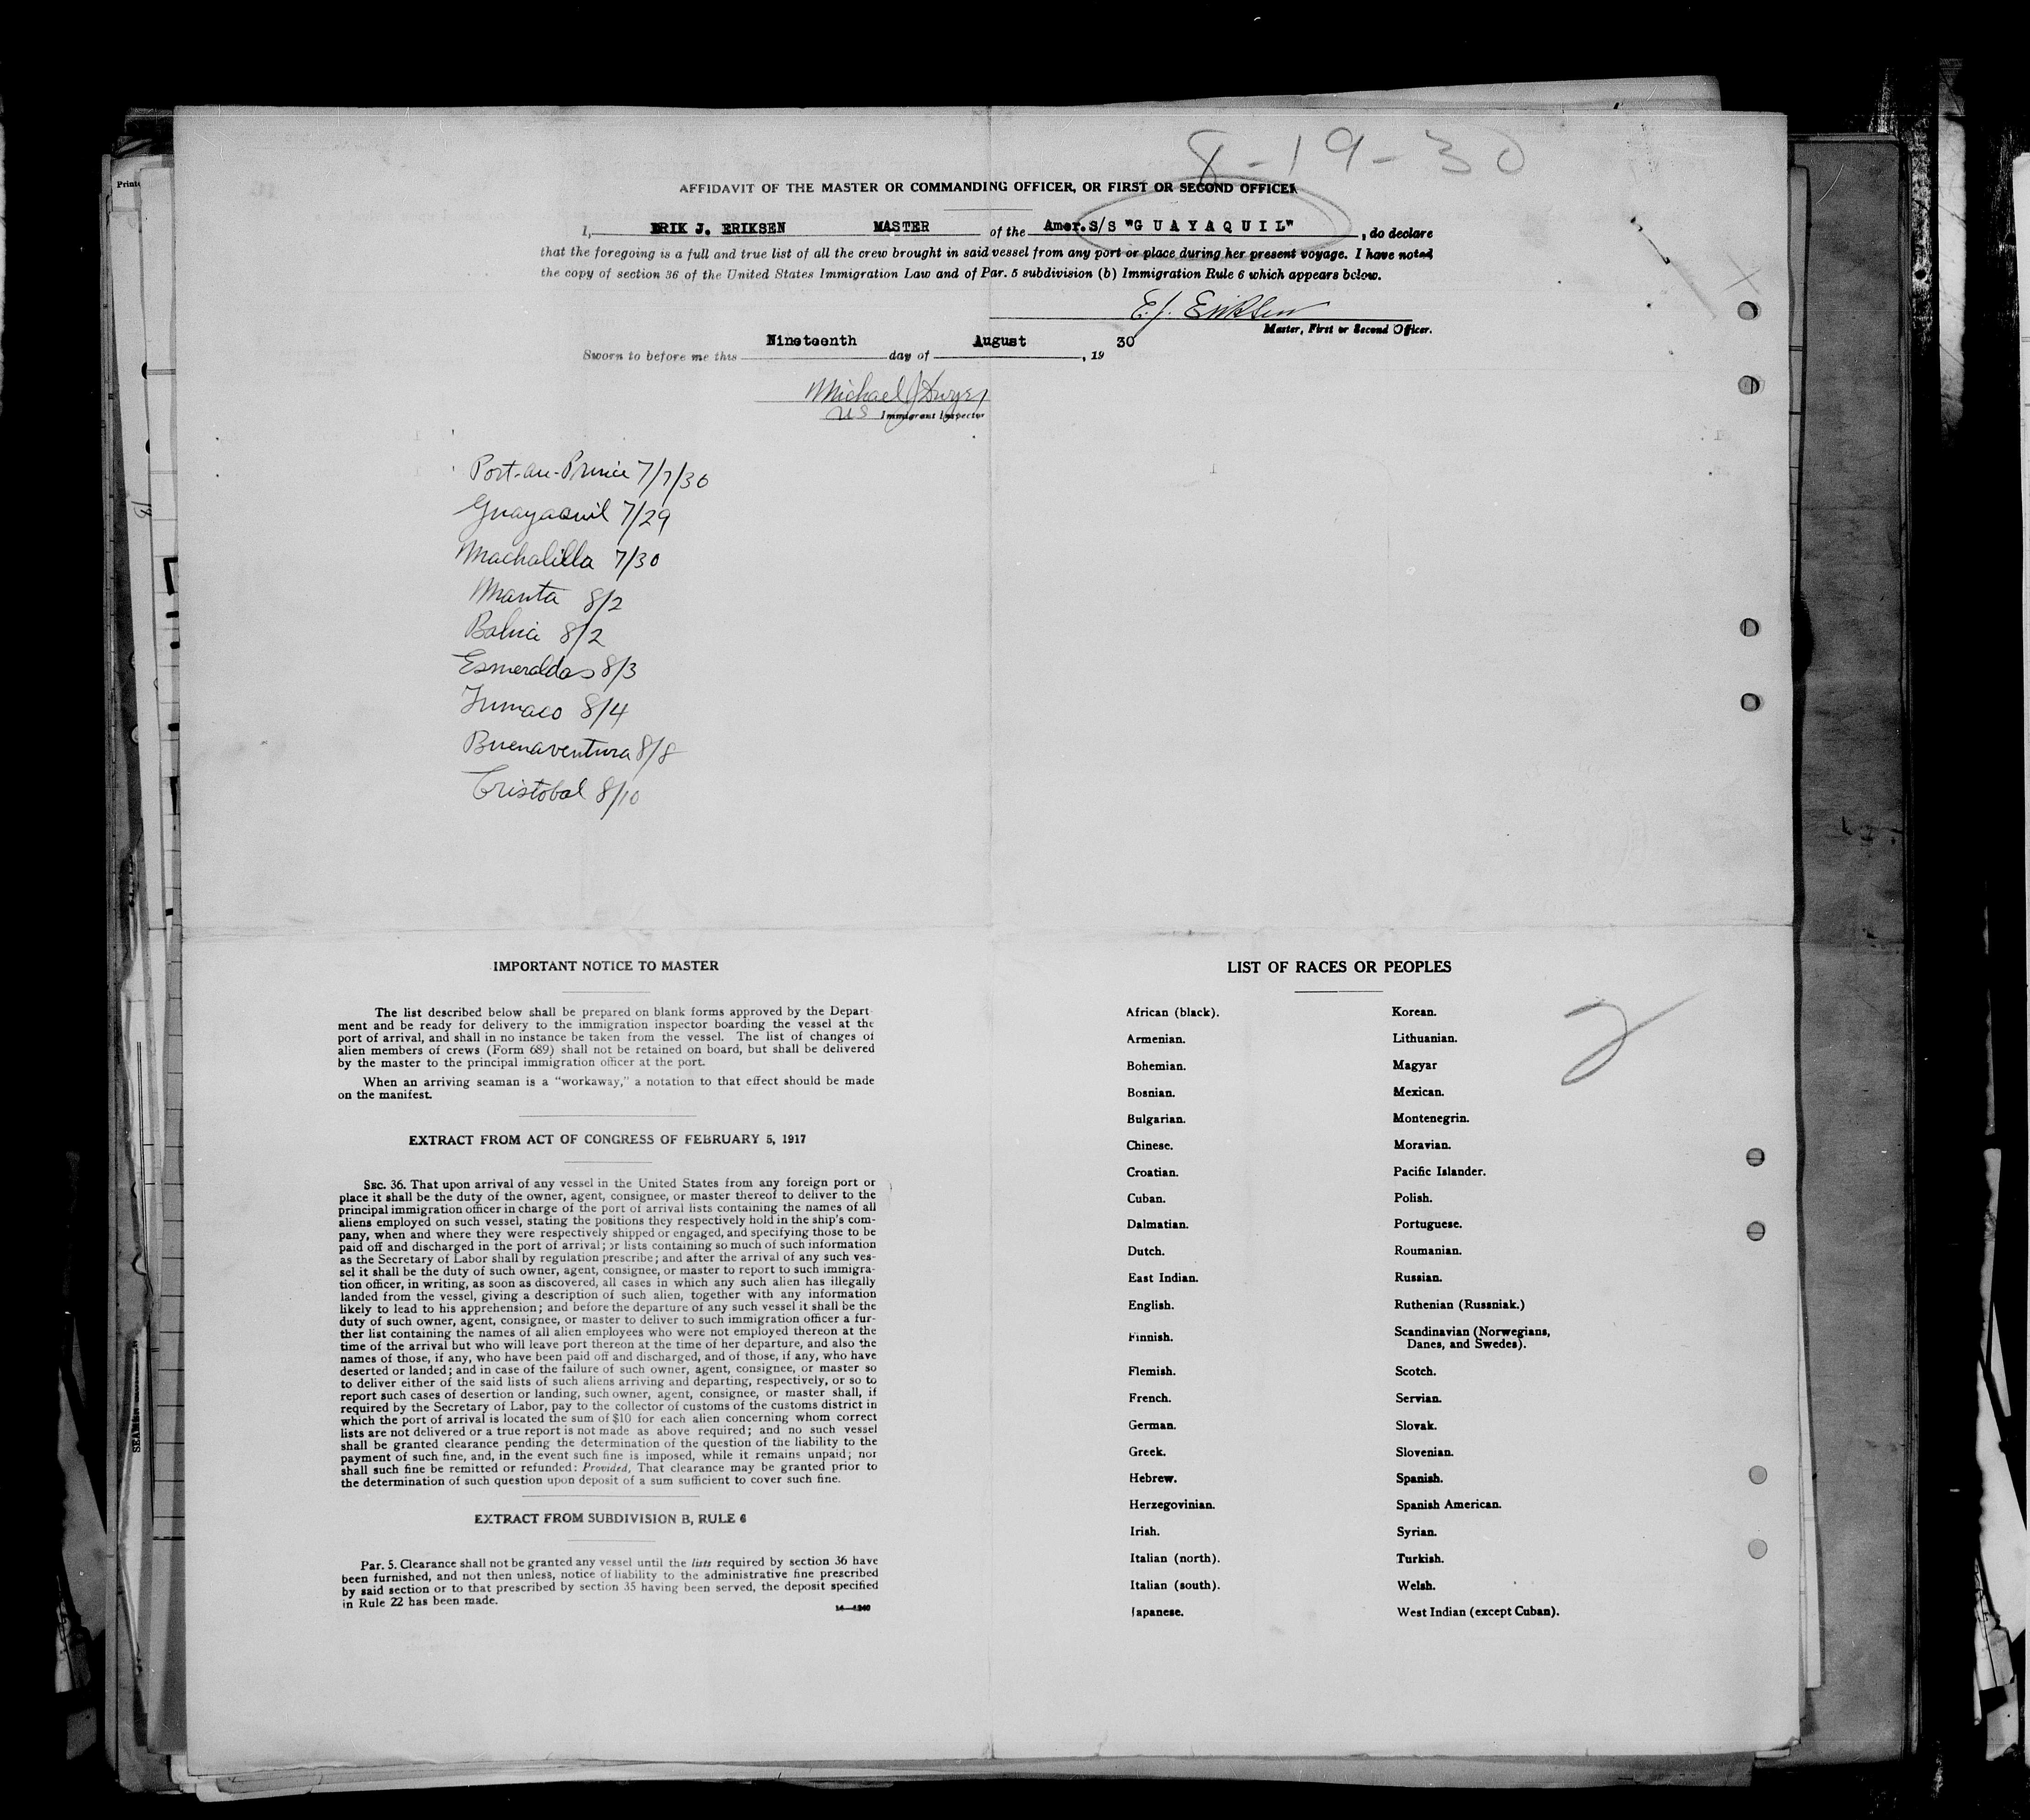 8-19-30
AFFIDAVIT OF THE MASTER OR COMMANDING OFFICER, OR FIRST OR SECOND OFFICER
I, ERIK J. ERIKSEN MASTER of the Amer. S/S "G U A Y A Q U I L", do declare
that the foregoing is a full and true list of all the crew brought in said vessel from any port or place during her present voyage. I have noted
the copy of section 36 of the United States Immigration Law and of Par. 5 subdivision (b) Immigration Rule 6 which appears below.
E. J. Eriksen
Master, First or Second Officer.
Sworn to before me this Nineteenth day of August, 19 30
Michael J Dwyer
US Immigrant Inspector
Port-au-Prince 7/7/30
Guayaquil 7/29
Machalilla 7/30
Manta 8/2
Bahia 8/2
Esmeraldas 8/3
Tumaco 8/4
Buenaventura 8/8
Cristobal 8/10
IMPORTANT NOTICE TO MASTER
The list described below shall be prepared on blank forms approved by the Depart-
ment and be ready for delivery to the immigration inspector boarding the vessel at the
port of arrival, and shall in no instance be taken from the vessel. The list of changes of
alien members of crews (Form 689) shall not be retained on board, but shall be delivered
by the master to the principal immigration officer at the port.
When an arriving seaman is a "workaway," a notation to that effect should be made
on the manifest.
EXTRACT FROM ACT OF CONGRESS OF FEBRUARY 5, 1917
SEC. 36. That upon arrival of any vessel in the United States from any foreign port or
place it shall be the duty of the owner, agent, consignee, or master thereof to deliver to the
principal immigration officer in charge of the port of arrival lists containing the names of all
aliens employed on such vessel, stating the positions they respectively hold in the ship's com-
pany, when and where they were respectively shipped or engaged, and specifying those to be
paid off and discharged in the port of arrival; or lists containing so much of such information
as the Secretary of Labor shall by regulation prescribe; and after the arrival of any such ves-
sel it shall be the duty of such owner, agent, consignee, or master to report to such immigra-
tion officer, in writing, as soon as discovered, all cases in which any such alien has illegally
landed from the vessel, giving a description of such alien, together with any information
likely to lead to his apprehension; and before the departure of any such vessel it shall be the
duty of such owner, agent, consignee, or master to deliver to such immigration officer a fur-
ther list containing the names of all alien employees who were not employed thereon at the
time of the arrival but who will leave port thereon at the time of her departure, and also the
names of those, if any, who have been paid off and discharged, and of those, if any, who have
deserted or landed; and in case of the failure of such owner, agent, consignee, or master so
to deliver either of the said lists of such aliens arriving and departing, respectively, or so to
report such cases of desertion or landing, such owner, agent, consignee, or master shall, if
required by the Secretary of Labor, pay to the collector of customs of the customs district in
which the port of arrival is located the sum of $10 for each alien concerning whom correct
lists are not delivered or a true report is not made as above required; and no such vessel
shall be granted clearance pending the determination of the question of the liability to the
payment of such fine, and, in the event such fine is imposed, while it remains unpaid; nor
shall such fine be remitted or refunded: Provided, That clearance may be granted prior to
the determination of such question upon deposit of a sum sufficient to cover such fine.
EXTRACT FROM SUBDIVISION B, RULE 6
Par. 5. Clearance shall not be granted any vessel until the lists required by section 36 have
been furnished, and not then unless, notice of liability to the administrative fine prescribed
by said section or to that prescribed by section 35 having been served, the deposit specified
in Rule 22 has been made.
LIST OF RACES OR PEOPLES
2
African (black).
Armenian.
Bohemian.
Bosnian.
Bulgarian.
Chinese.
Croatian.
Cuban.
Dalmatian.
Dutch.
East Indian.
English.
Finnish.
Flemish.
French.
German.
Greek.
Hebrew.
Herzegovinian.
Irish.
Italian (north).
Italian (south).
Japanese.
Korean.
Lithuanian.
Magyar
Mexican.
Montenegrin.
Moravian.
Pacific Islander.
Polish.
Portuguese.
Roumanian.
Russian.
Ruthenian (Russniak.)
Scandinavian (Norwegians,
Danes, and Swedes).
Scotch.
Servian.
Slovak.
Slovenian.
Spanish.
Spanish American.
Syrian.
Turkish.
Welsh.
West Indian (except Cuban).